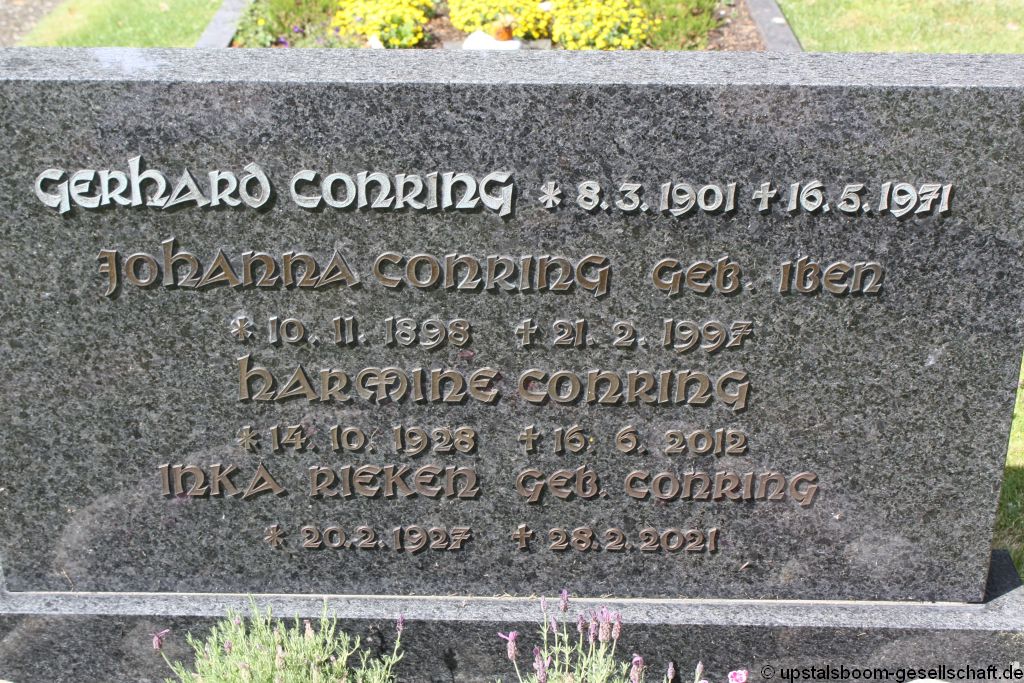 Gerhard Conring * 8.3.1901 ✝ 16.5.1971
Johanna Conring geb. Iben
* 10.11.1898 ✝ 21.2.1997
Harmine Conring
* 14.10.1928 ✝ 16.6.2012
Inka Rieken geb. Conring
* 20.2.1927 ✝ 28.2.2021
© upstalsboom-gesellschaft.de